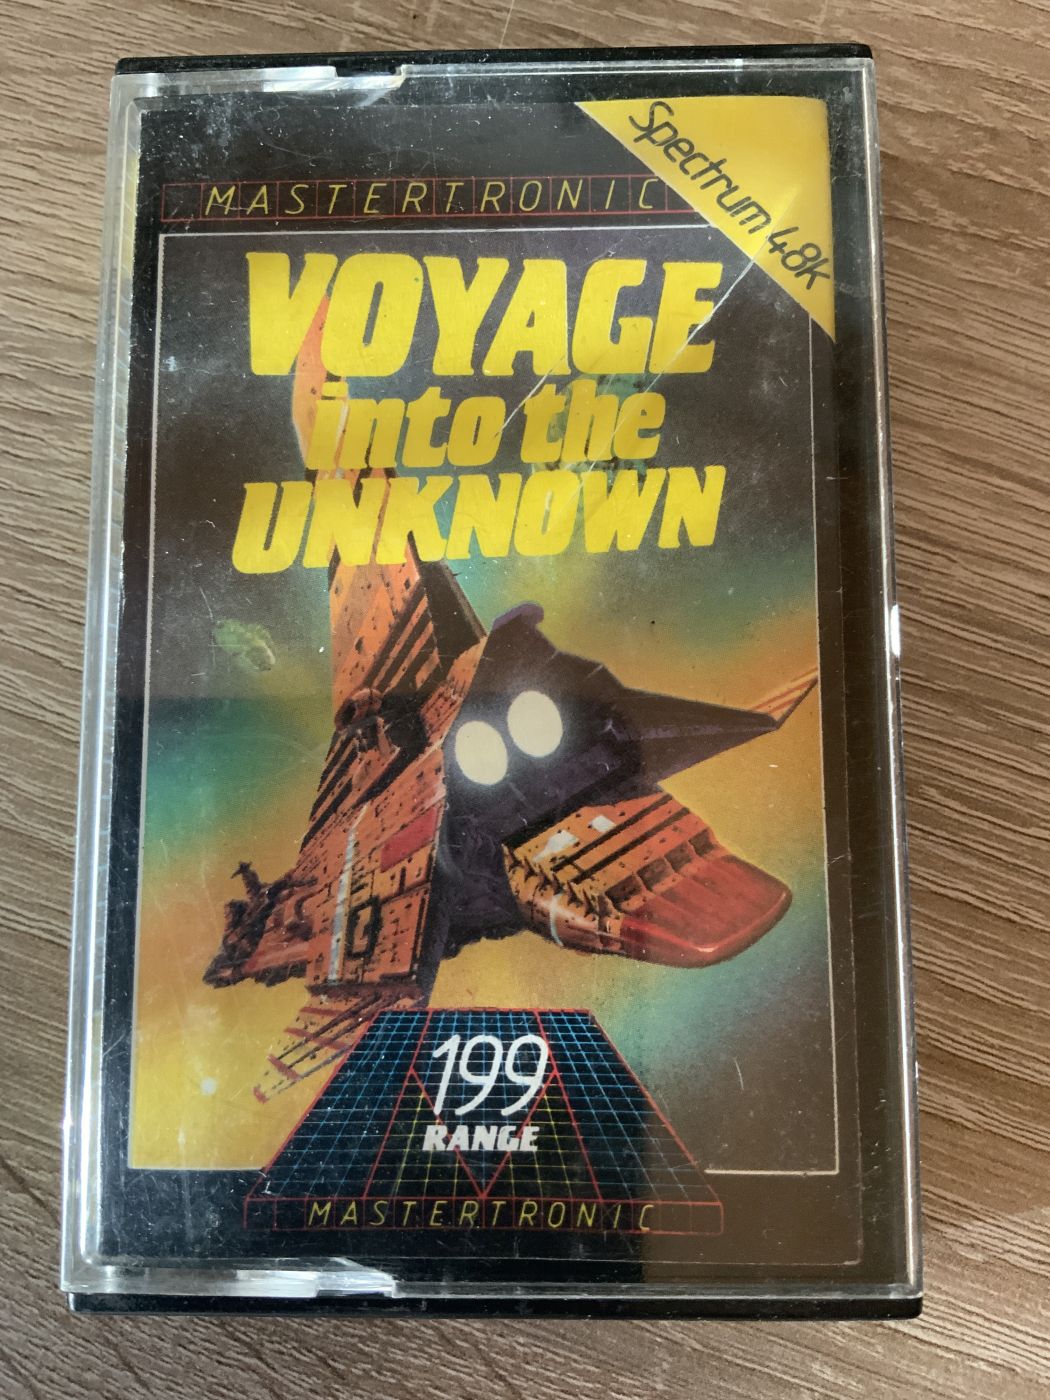 Spectrum 48K
MASTERTRONIC
VOYAGE
into the
UNKNOWN
199
RANGE
MASTERTRONIC